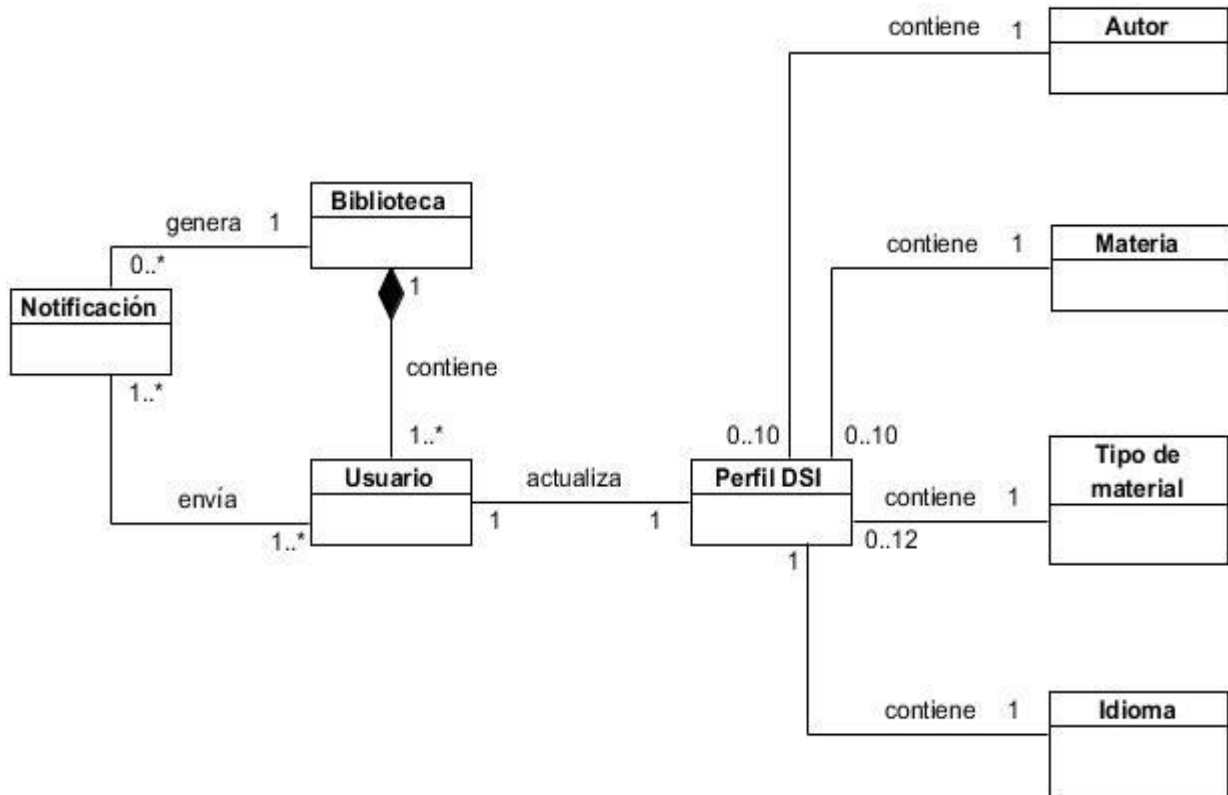 contiene 1
Autor
Biblioteca
genera 1
0..*
1
Notificación
1..*
contiene
contiene 1
Materia
1..*
0..10
0..10
Usuario
actualiza
Perfil DSI
contiene 1
Tipo de
material
envía
1..*
1
1
0..12
1
contiene 1
Idioma